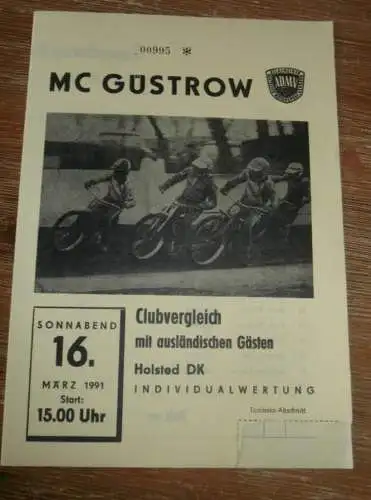 00995 *
MC GÜSTROW
ADMV
SONNABEND
16.
MÄRZ 1991
Start:
15.00 Uhr
Clubvergleich
mit ausländischen Gästen
Holsted DK
INDIVIDUALWERTUNG